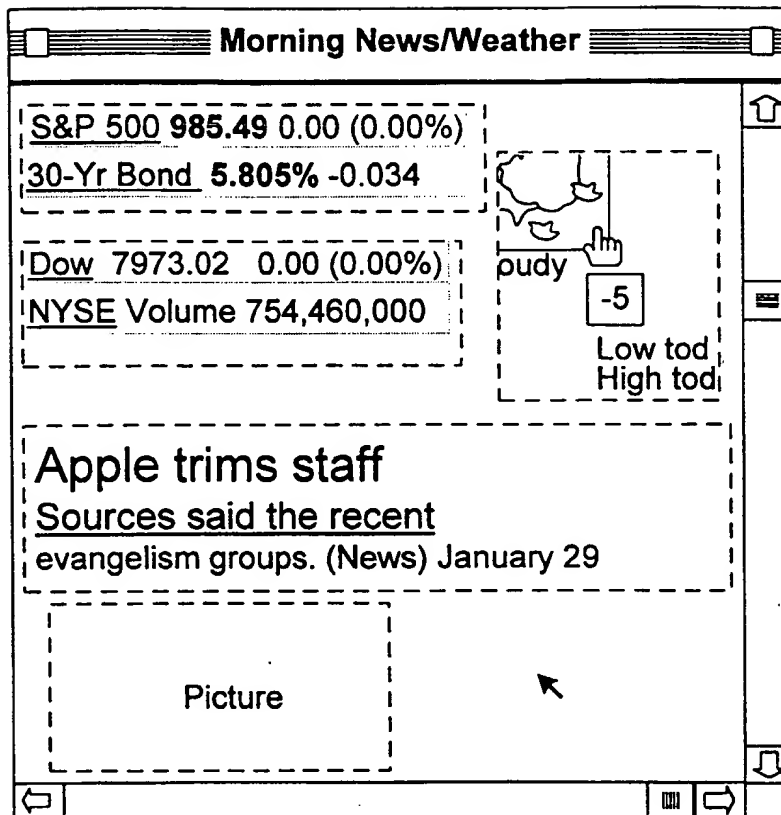 Morning News/Weather
S&P 500 985.49 0.00 (0.00%)
30-Yr Bond 5.805% -0.034
Dow 7973.02 0.00 (0.00%)
NYSE Volume 754,460,000
oudy
-5
Low tod
High tod
Apple trims staff
Sources said the recent
evangelism groups. (News) January 29
Picture